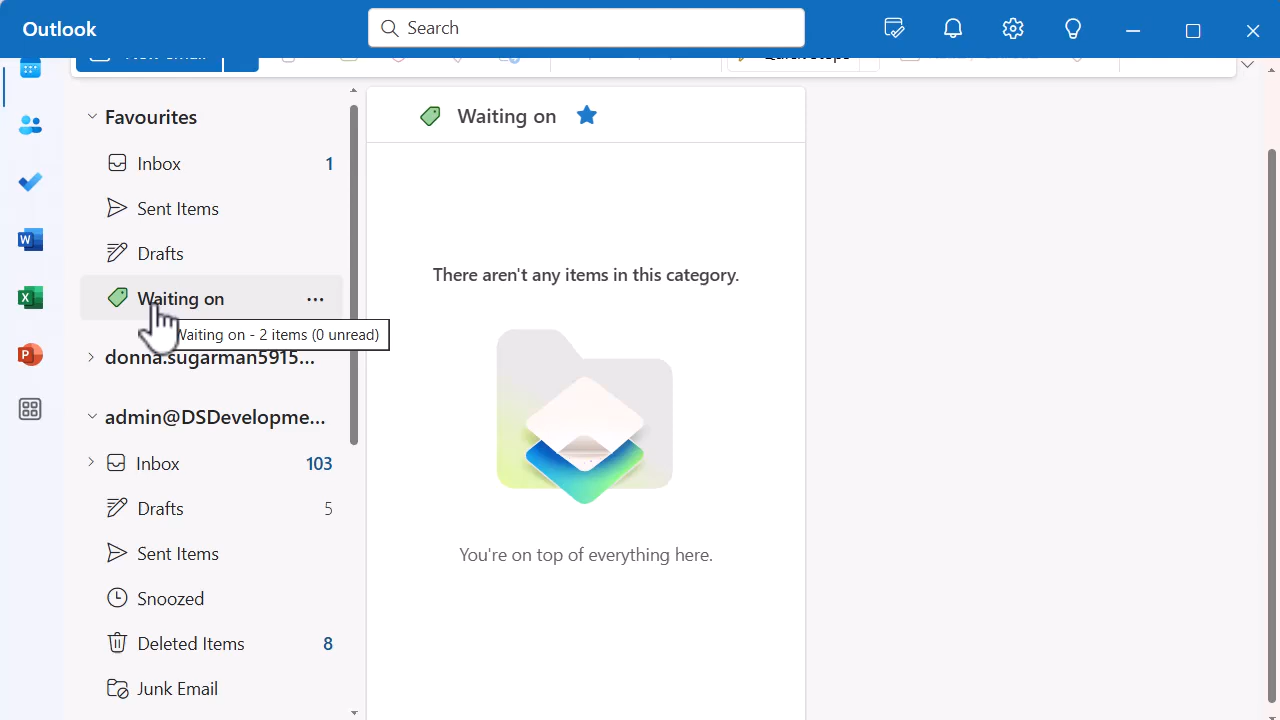 Outlook
Search
Favourites
Inbox 1
Sent Items
Drafts
Waiting on ...
Waiting on - 2 items (0 unread)
donna.sugarman5915...
admin@DSDevelopme...
Inbox 103
Drafts 5
Sent Items
Snoozed
Deleted Items 8
Junk Email
Waiting on
There aren't any items in this category.
You're on top of everything here.